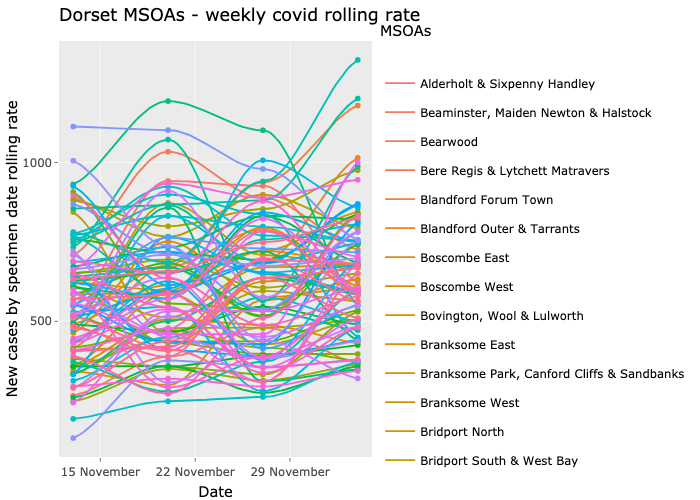 Dorset MSOAs - weekly covid rolling rate
MSOAs
New cases by specimen date rolling rate
1000
500
15 November
22 November
29 November
Date
Alderholt & Sixpenny Handley
Beaminster, Maiden Newton & Halstock
Bearwood
Bere Regis & Lytchett Matravers
Blandford Forum Town
Blandford Outer & Tarrants
Boscombe East
Boscombe West
Bovington, Wool & Lulworth
Branksome East
Branksome Park, Canford Cliffs & Sandbanks
Branksome West
Bridport North
Bridport South & West Bay